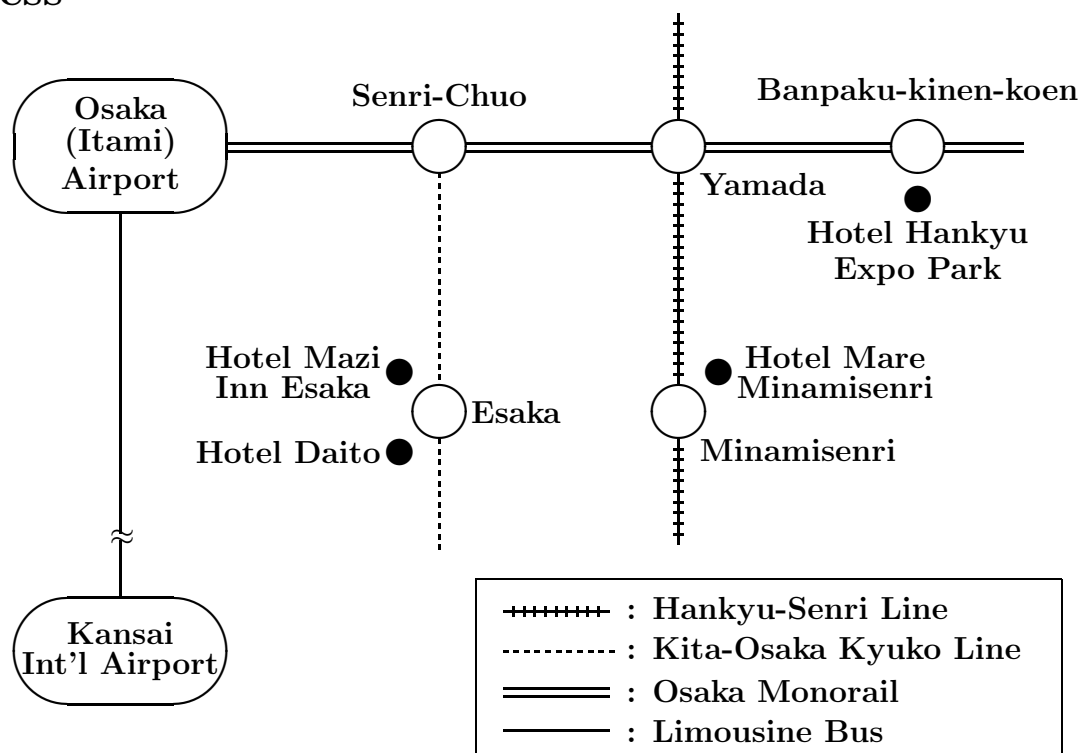 Senri-Chuo
Banpaku-kinen-koen
Osaka
(Itami)
Airport
Yamada
Hotel Hankyu
Expo Park
Hotel Mazi
Inn Esaka
Hotel Mare
Minamisenri
Esaka
Hotel Daito
Minamisenri
≈
Kansai
Int'l Airport
: Hankyu-Senri Line
: Kita-Osaka Kyuko Line
: Osaka Monorail
: Limousine Bus